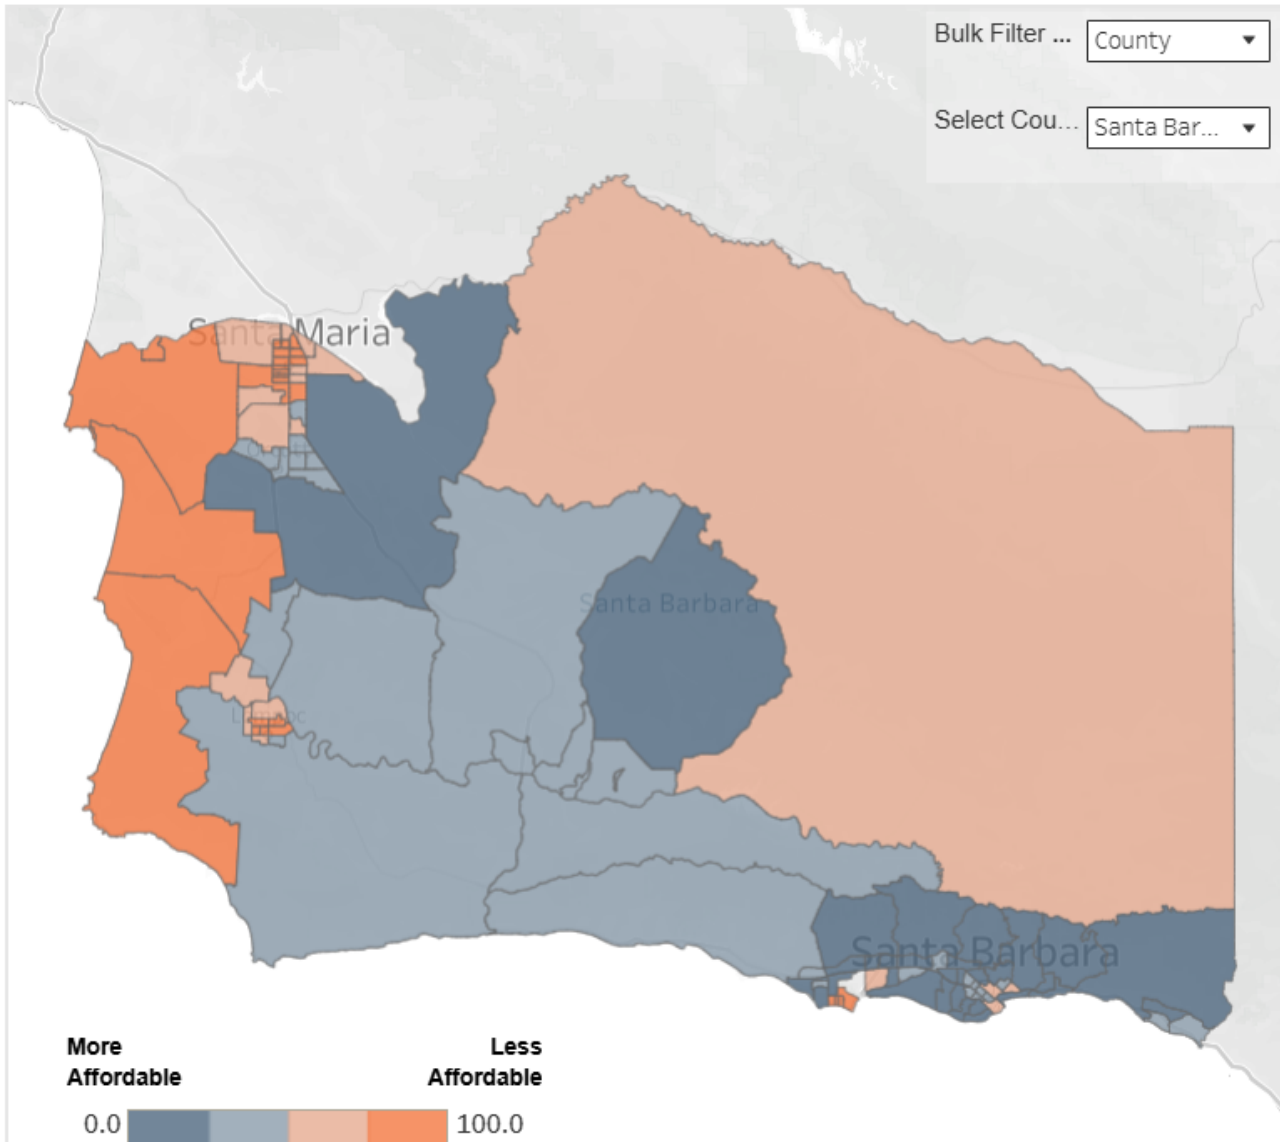 Bulk Filter ...
County
Select Cou...
Santa Bar...
Santa Maria
Santa Barbara
Lompoc
Santa Barbara
More
Affordable
Less
Affordable
0.0
100.0